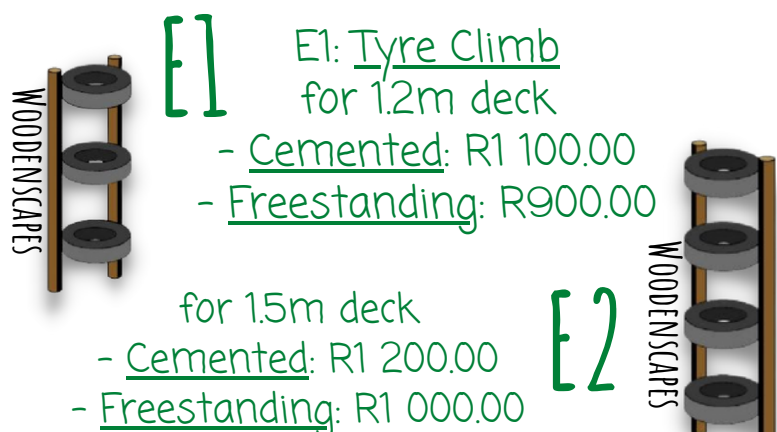 E1
E1: Tyre Climb
for 1.2m deck
- Cemented: R1 100.00
- Freestanding: R900.00
WOODENSCAPES
for 1.5m deck
- Cemented: R1 200.00
- Freestanding: R1 000.00
E2
WOODENSCAPES